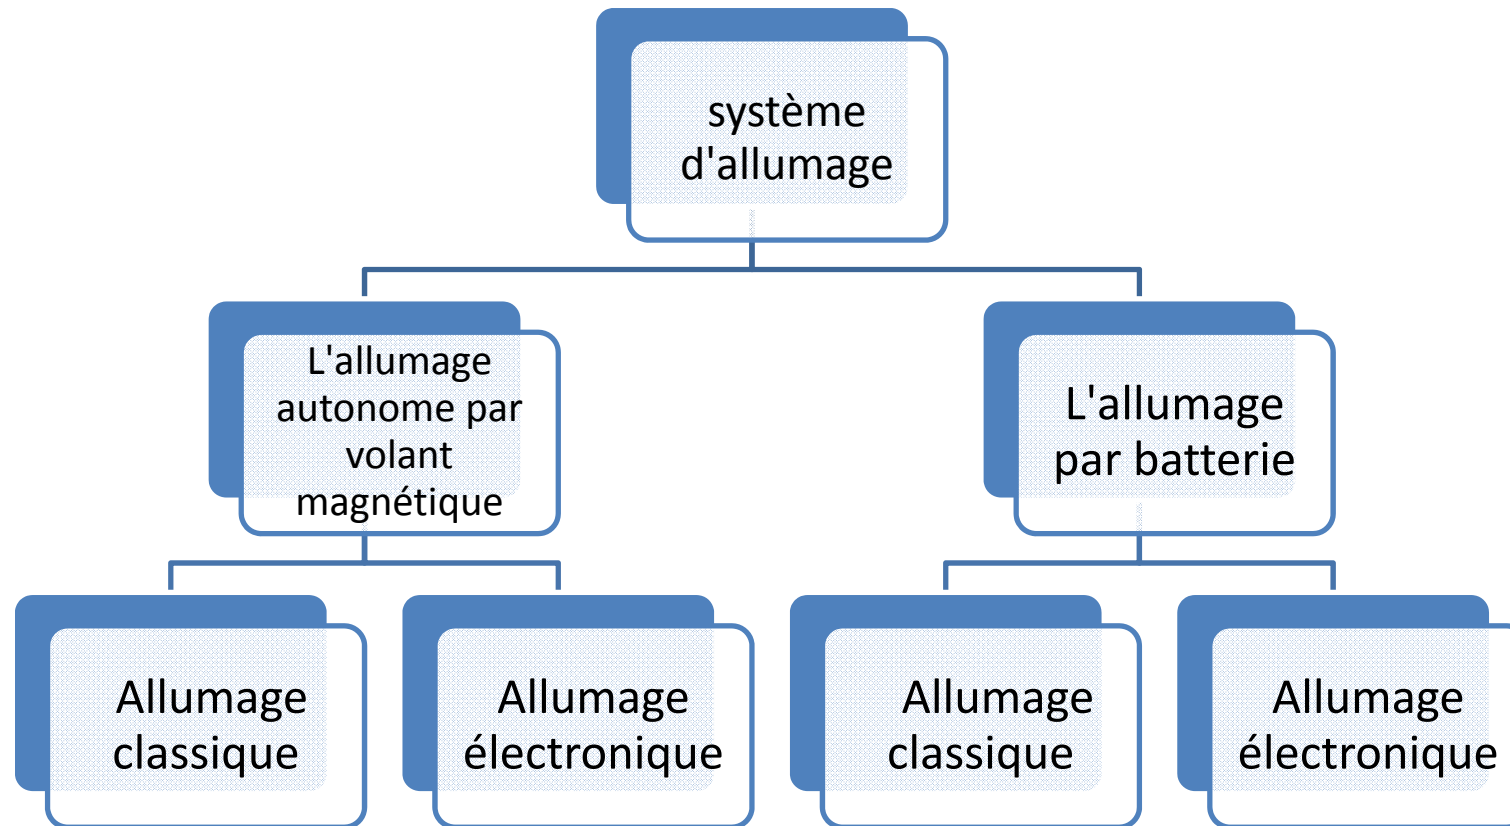 système
d'allumage
L'allumage
autonome par
volant
magnétique
L'allumage
par batterie
Allumage
classique
Allumage
électronique
Allumage
classique
Allumage
électronique